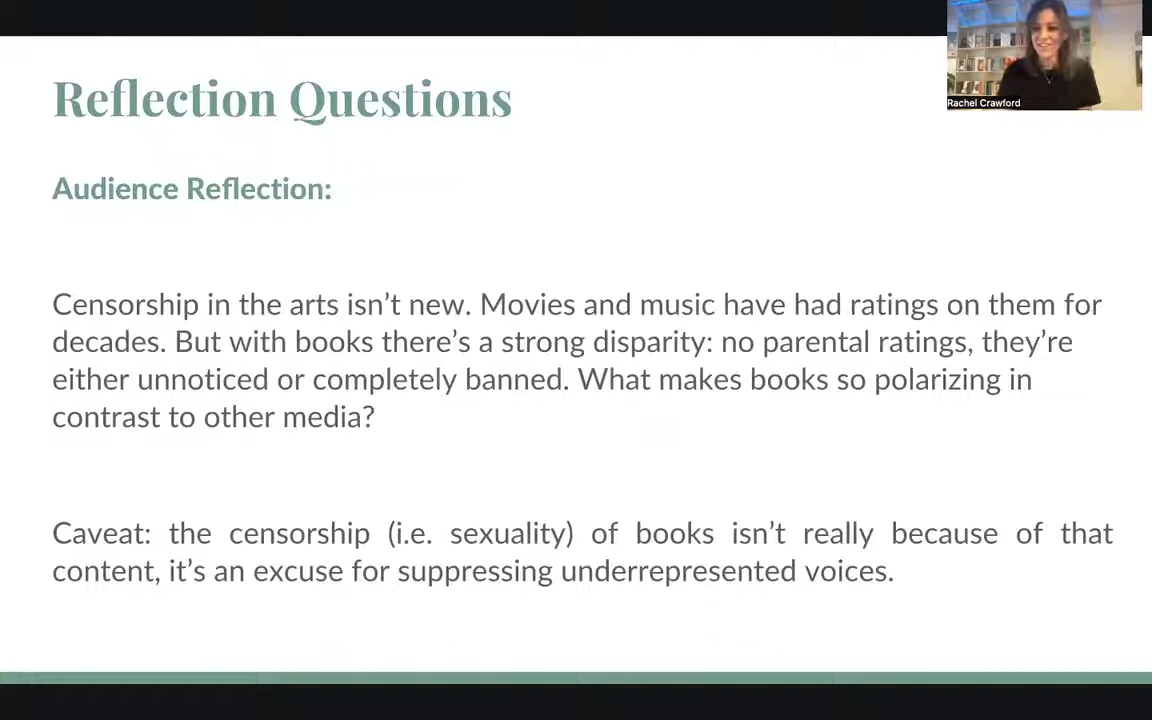 Rachel Crawford
Reflection Questions
Audience Reflection:
Censorship in the arts isn’t new. Movies and music have had ratings on them for
decades. But with books there’s a strong disparity: no parental ratings, they’re
either unnoticed or completely banned. What makes books so polarizing in
contrast to other media?
Caveat: the censorship (i.e. sexuality) of books isn’t really because of that
content, it’s an excuse for suppressing underrepresented voices.